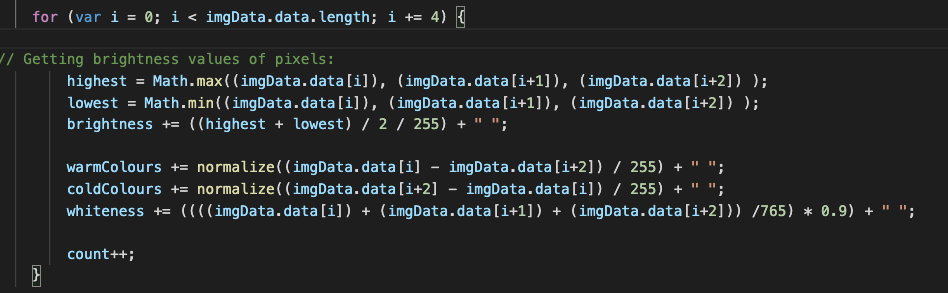 for (var i = 0; i < imgData.data.length; i += 4) {
// Getting brightness values of pixels:
highest = Math.max((imgData.data[i]), (imgData.data[i+1]), (imgData.data[i+2]) );
lowest = Math.min((imgData.data[i]), (imgData.data[i+1]), (imgData.data[i+2]) );
brightness += ((highest + lowest) / 2 / 255) + " ";
warmColours += normalize((imgData.data[i] - imgData.data[i+2]) / 255) + " ";
coldColours += normalize((imgData.data[i+2] - imgData.data[i]) / 255) + " ";
whiteness += ((((imgData.data[i]) + (imgData.data[i+1]) + (imgData.data[i+2])) /765) * 0.9) + " ";
count++;
}